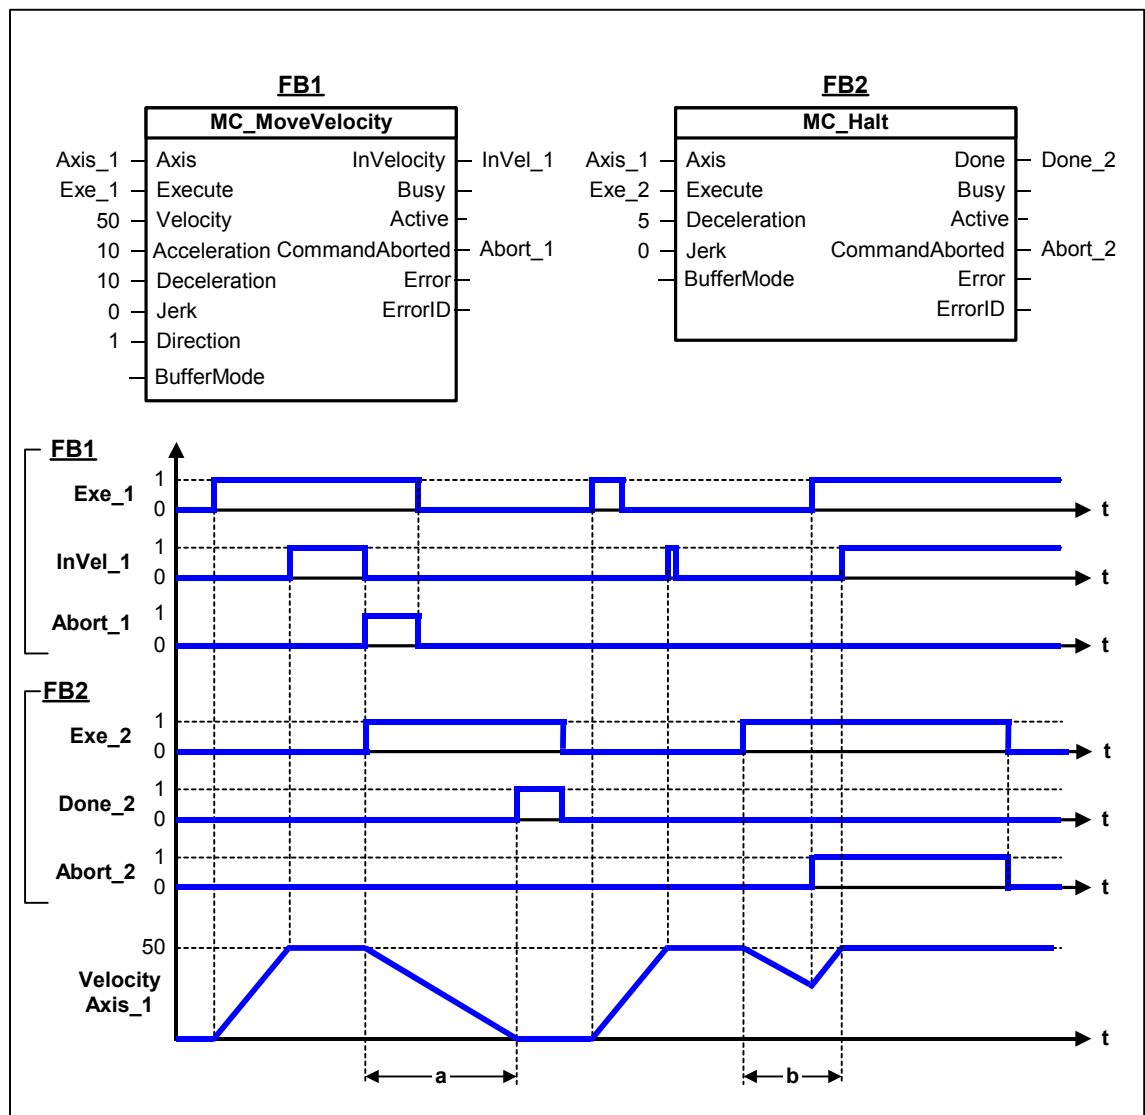 FB1
FB2
MC_MoveVelocity
MC_Halt
Axis_1 Axis InVelocity InVel_1
Exe_1 Execute Busy
50 Velocity Active
10 Acceleration CommandAborted Abort_1
10 Deceleration Error
0 Jerk ErrorID
1 Direction
BufferMode
Axis_1 Axis Done Done_2
Exe_2 Execute Busy
5 Deceleration Active
0 Jerk CommandAborted Abort_2
BufferMode Error
ErrorID
FB1
Exe_1 1
0 t
InVel_1 1
0 t
Abort_1 1
0 t
FB2
Exe_2 1
0 t
Done_2 1
0 t
Abort_2 1
0 t
50
Velocity
Axis_1
t
a
b